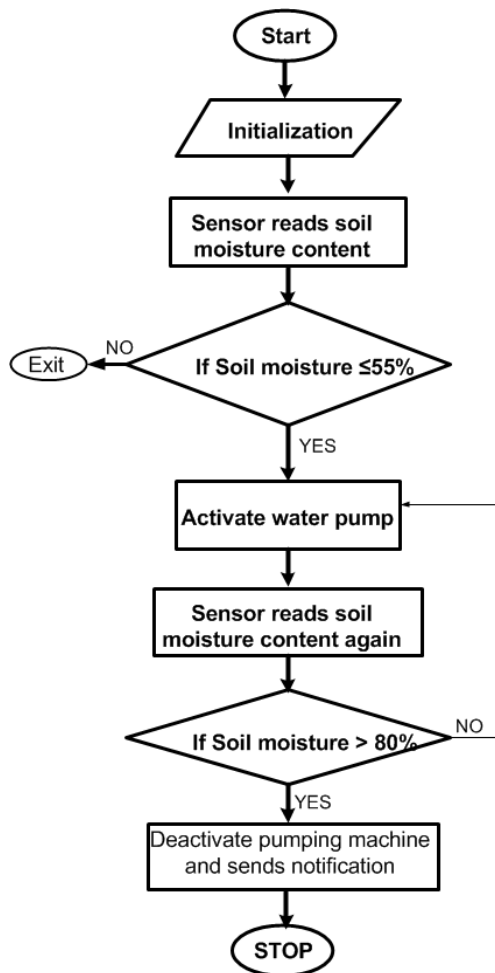 Start
Initialization
Sensor reads soil
moisture content
If Soil moisture ≤55%
NO
Exit
YES
Activate water pump
Sensor reads soil
moisture content again
If Soil moisture > 80%
NO
YES
Deactivate pumping machine
and sends notification
STOP